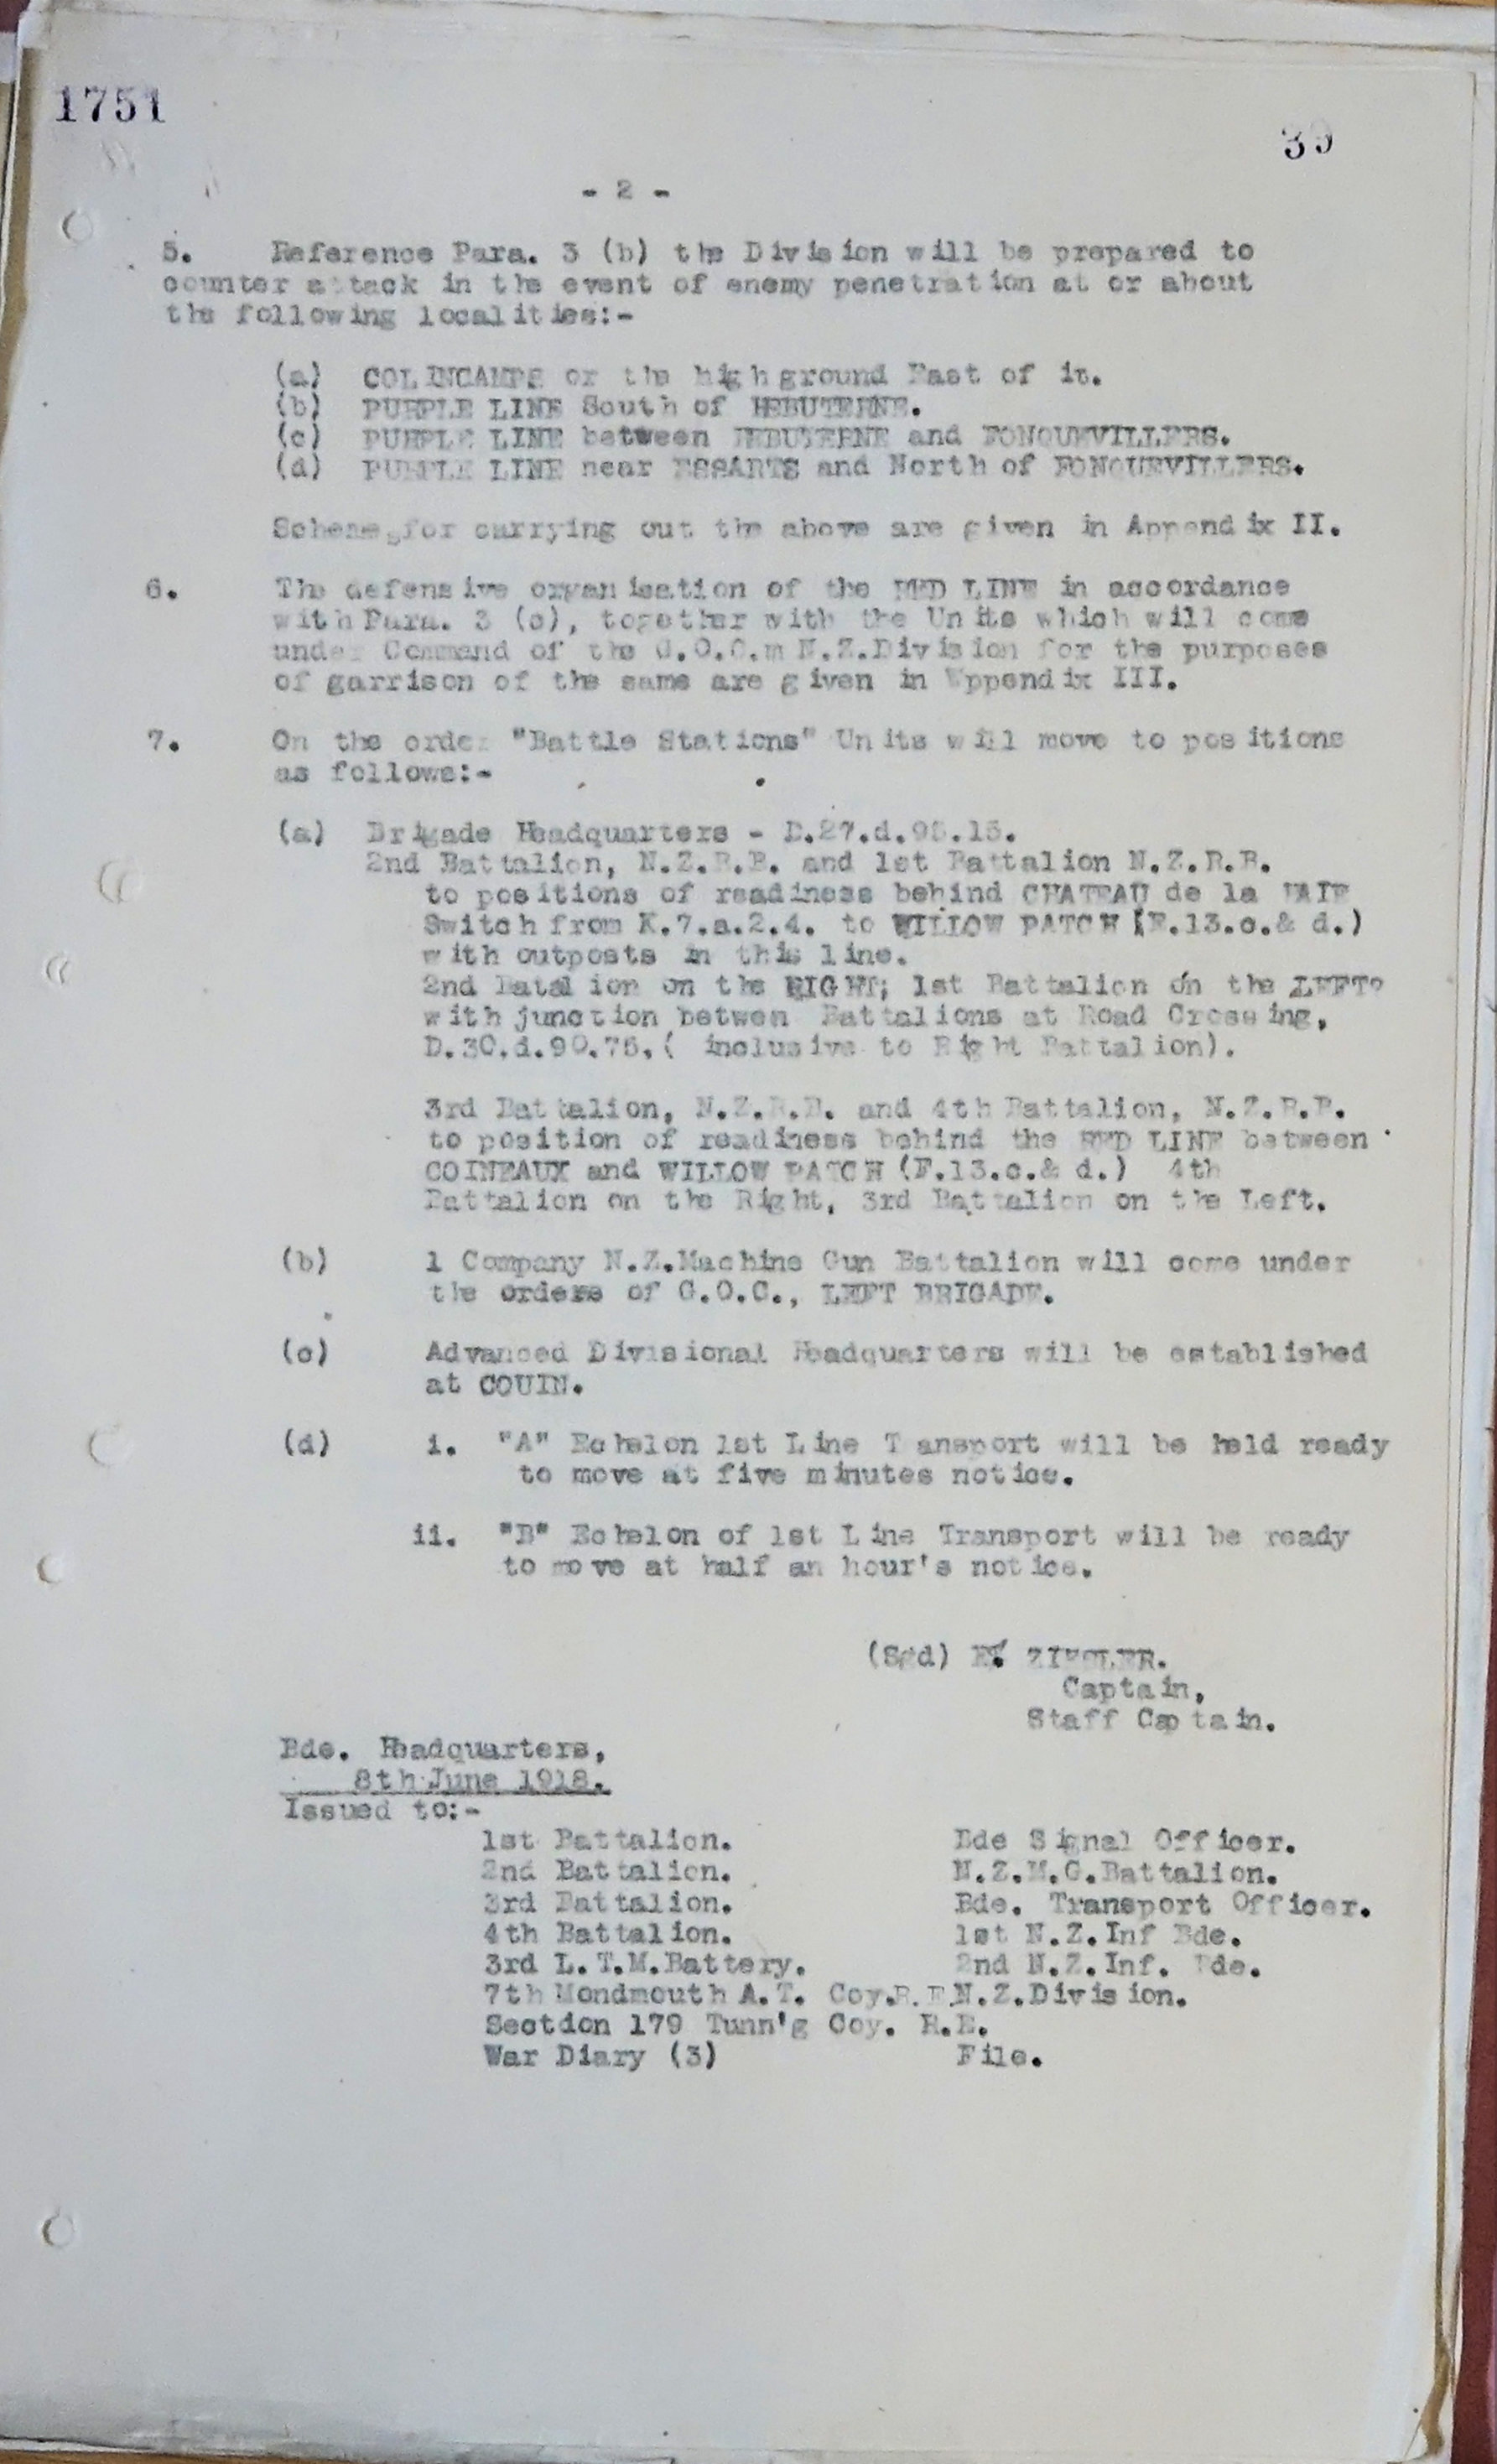 1751
39
- 2 -
5. Reference Para. 3 (b) the Division will be prepared to
counter attack in the event of enemy penetration at or about
the following localities:-
(a) COLINCAMPS or the high ground East of it.
(b) PURPLE LINE South of HEBUTERNE.
(c) PURPLE LINE between HEBUTERNE and FONQUEVILLERS.
(d) PURPLE LINE near ESSARTS and North of FONQUEVILLERS.
Schemes for carrying out the above are given in Appendix II.
6. The defensive organisation of the RED LINE in accordance
with Para. 3 (c), together with the Units which will come
under Command of the G.O.C.m N.Z.Division for the purposes
of garrison of the same are given in Appendix III.
7. On the order "Battle Stations" Units will move to positions
as follows:-
(a) Brigade Headquarters - D.27.d.95.15.
2nd Battalion, N.Z.R.B. and 1st Battalion N.Z.R.B.
to positions of readiness behind CHATEAU de la HAIE
Switch from K.7.a.2.4. to WILLOW PATCH (E.13.c.& d.)
with outposts in this line.
2nd Batalion on the RIGHT; 1st Battalion on the LEFT?
with junction betwen Battalions at Road Crossing,
D.30.d.90.75,( inclusive to Right Battalion).
3rd Battalion, N.Z.R.B. and 4th Battalion, N.Z.R.B.
to position of readiness behind the RED LINE between
COINEAUX and WILLOW PATCH (F.13.c.& d.) 4th
Battalion on the Right, 3rd Battalion on the Left.
(b) 1 Company N.Z.Machine Gun Battalion will come under
the orders of G.O.C., LEFT BRIGADE.
(c) Advanced Divisional Headquarters will be established
at COUIN.
(d) i. "A" Echelon 1st Line T ansport will be held ready
to move at five minutes notice.
ii. "B" Echelon of 1st Line Transport will be ready
to move at half an hour's notice.
(Sgd) ZIEGLER.
Captain,
Staff Captain.
Bde. Headquarters,
8th June 1918.
Issued to:-
1st Battalion. Bde Signal Officer.
2nd Battalion. N.Z.M.G.Battalion.
3rd Battalion. Bde. Transport Officer.
4th Battalion. 1st N.Z.Inf Bde.
3rd L.T.M.Battery. 2nd N.Z.Inf. Bde.
7th Mondmouth A.T. Coy.R.E.N.Z.Division.
Section 179 Tunn'g Coy. R.E.
War Diary (3) File.